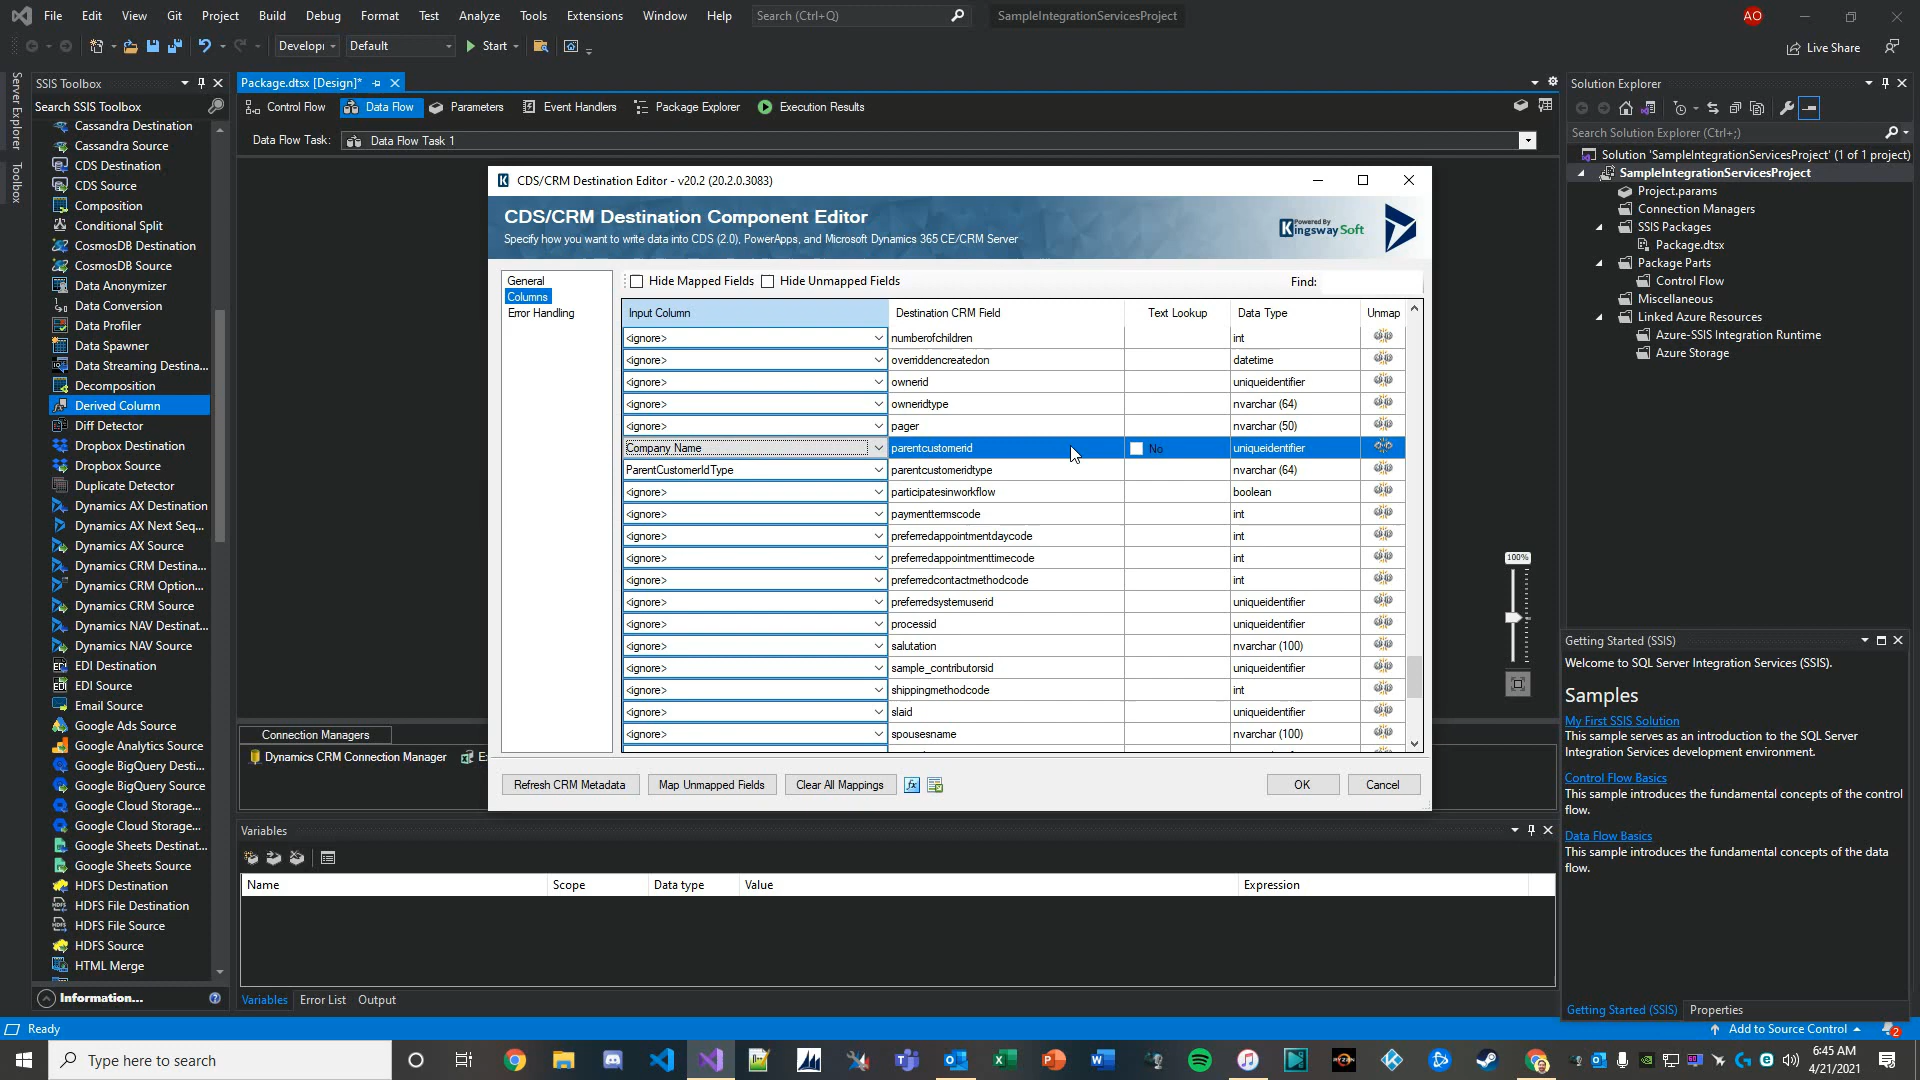 File Edit View Git Project Build Debug Format Test Analyze Tools Extensions Window Help Search (Ctrl+Q) SampleIntegrationServicesProject AO
Developr Default Start Live Share
Server Explorer
Toolbox
SSIS Toolbox
Search SSIS Toolbox
Cassandra Destination
Cassandra Source
CDS Destination
CDS Source
Composition
Conditional Split
CosmosDB Destination
CosmosDB Source
Data Anonymizer
Data Conversion
Data Profiler
Data Spawner
Data Streaming Destina...
Decomposition
Derived Column
Diff Detector
Dropbox Destination
Dropbox Source
Duplicate Detector
Dynamics AX Destination
Dynamics AX Next Seq...
Dynamics AX Source
Dynamics CRM Destina...
Dynamics CRM Option...
Dynamics CRM Source
Dynamics NAV Destinat...
Dynamics NAV Source
EDI Destination
EDI Source
Email Source
Google Ads Source
Google Analytics Source
Google BigQuery Desti...
Google BigQuery Source
Google Cloud Storage...
Google Cloud Storage...
Google Sheets Destinat...
Google Sheets Source
HDFS Destination
HDFS File Destination
HDFS File Source
HDFS Source
HTML Merge
Information...
Package.dtsx [Design]*
Control Flow Data Flow Parameters Event Handlers Package Explorer Execution Results
Data Flow Task: Data Flow Task 1
CDS/CRM Destination Editor - v20.2 (20.2.0.3083)
CDS/CRM Destination Component Editor
Specify how you want to write data into CDS (2.0), PowerApps, and Microsoft Dynamics 365 CE/CRM Server
Powered By
KingswaySoft
General
Columns
Error Handling
Hide Mapped Fields Hide Unmapped Fields Find:
Input Column Destination CRM Field Text Lookup Data Type Unmap
<ignore> numberofchildren int
<ignore> overriddencreatedon datetime
<ignore> ownerid uniqueidentifier
<ignore> owneridtype nvarchar (64)
<ignore> pager nvarchar (50)
Company Name parentcustomerid No uniqueidentifier
ParentCustomerIdType parentcustomeridtype nvarchar (64)
<ignore> participatesinworkflow boolean
<ignore> paymenttermscode int
<ignore> preferredappointmentdaycode int
<ignore> preferredappointmenttimecode int
<ignore> preferredcontactmethodcode int
<ignore> preferredsystemuserid uniqueidentifier
<ignore> processid uniqueidentifier
<ignore> salutation nvarchar (100)
<ignore> sample_contributorsid uniqueidentifier
<ignore> shippingmethodcode int
<ignore> slaid uniqueidentifier
<ignore> spousesname nvarchar (100)
Refresh CRM Metadata Map Unmapped Fields Clear All Mappings fx OK Cancel
100%
Connection Managers
Dynamics CRM Connection Manager
Variables
Name Scope Data type Value Expression
Variables Error List Output
Solution Explorer
Search Solution Explorer (Ctrl+;)
Solution 'SampleIntegrationServicesProject' (1 of 1 project)
SampleIntegrationServicesProject
Project.params
Connection Managers
SSIS Packages
Package.dtsx
Package Parts
Control Flow
Miscellaneous
Linked Azure Resources
Azure-SSIS Integration Runtime
Azure Storage
Getting Started (SSIS)
Welcome to SQL Server Integration Services (SSIS).
Samples
My First SSIS Solution
This sample serves as an introduction to the SQL Server
Integration Services development environment.
Control Flow Basics
This sample introduces the fundamental concepts of the control
flow.
Data Flow Basics
This sample introduces the fundamental concepts of the data
flow.
Getting Started (SSIS) Properties
Ready Add to Source Control 2
Type here to search
6:45 AM
4/21/2021